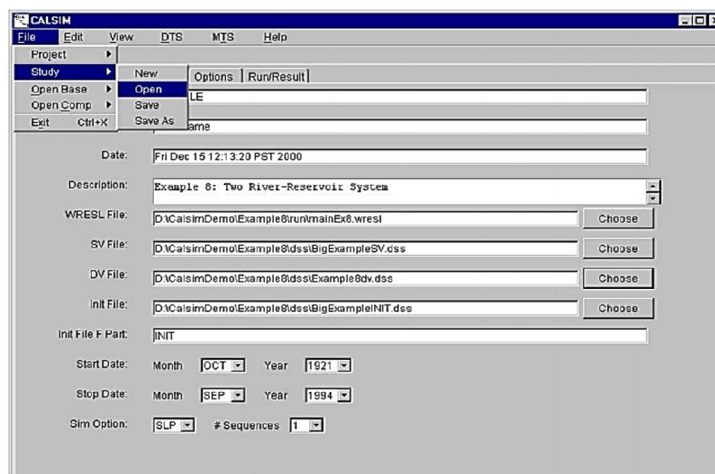 CALSIM
File Edit View DTS MTS Help
Project
Study
Open Base
Open Comp
Exit Ctrl+X
New
Open
Save
Save As
Options Run/Result
LE
ame
Date: Fri Dec 15 12:13:20 PST 2000
Description: Example 8: Two River-Reservoir System
WRESL File: D:\CalsimDemo\Example8\run\mainEx8.wresl Choose
SV File: D:\CalsimDemo\Example8\dss\BigExampleSV.dss Choose
DV File: D:\CalsimDemo\Example8\dss\Example8dv.dss Choose
Init File: D:\CalsimDemo\Example8\dss\BigExampleINIT.dss Choose
Init File F Part: INIT
Start Date: Month OCT Year 1921
Stop Date: Month SEP Year 1994
Sim Option: SLP # Sequences 1